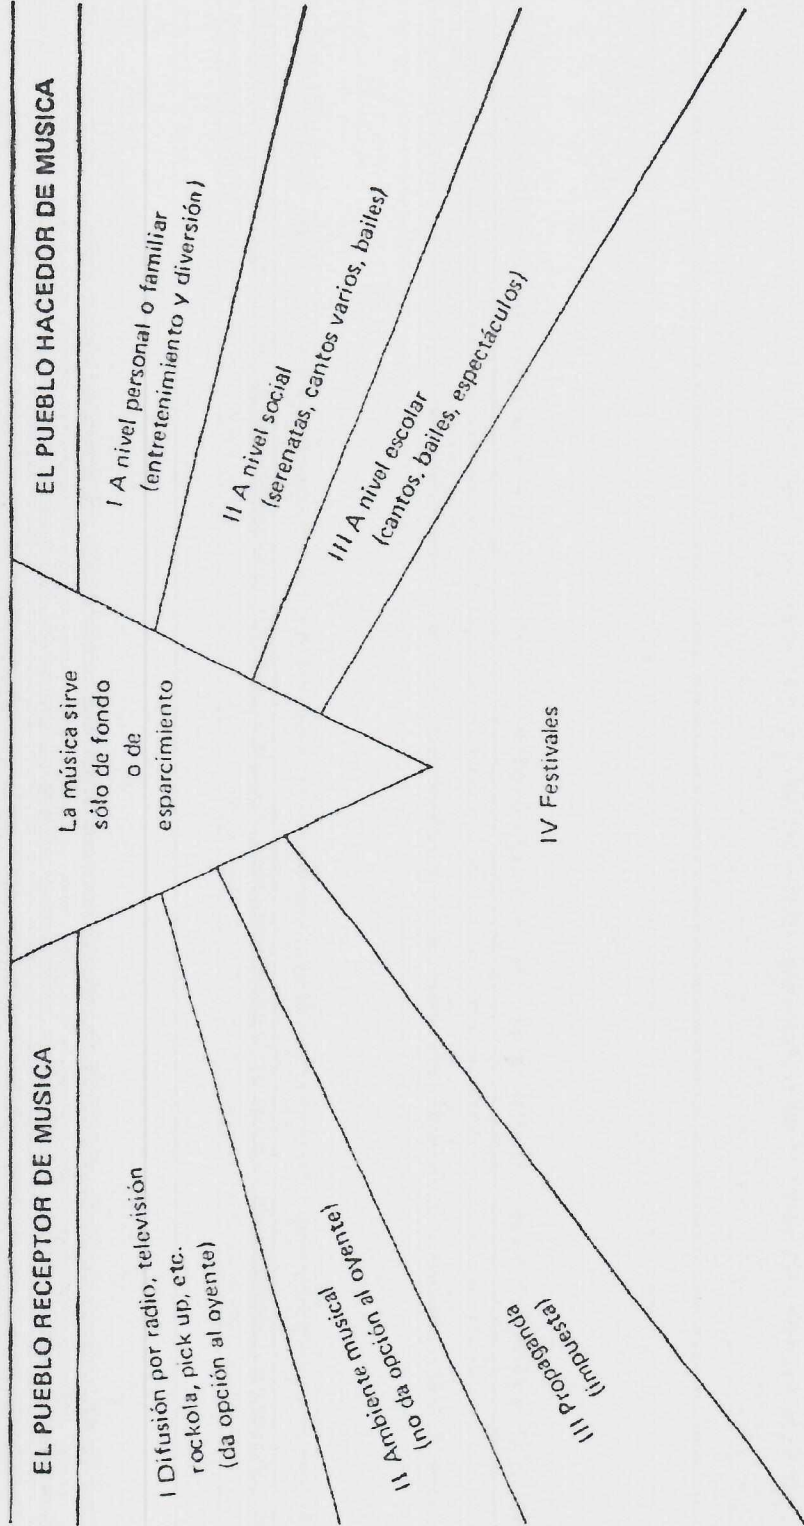 EL PUEBLO RECEPTOR DE MUSICA
I Difusión por radio, televisión
rockola, pick up, etc.
(da opción al oyente)
II Ambiente musical
(no da opción al oyente)
III Propaganda
(impuesta)
La música sirve
sólo de fondo
o de
esparcimiento
IV Festivales
EL PUEBLO HACEDOR DE MUSICA
I A nivel personal o familiar
(entretenimiento y diversión)
II A nivel social
(serenatas, cantos varios, bailes)
III A nivel escolar
(cantos, bailes, espectáculos)